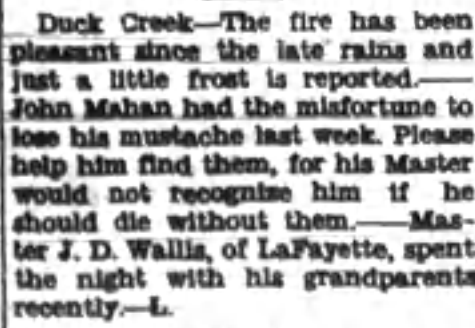 Duck Creek—The fire has been
pleasant since the late rains and
just a little frost is reported.——
John Mahan had the misfortune to
lose his mustache last week. Please
help him find them, for his Master
would not recognize him if he
should die without them.——Mas-
ter J. D. Wallis, of LaFayette, spent
the night with his grandparents
recently.—L.